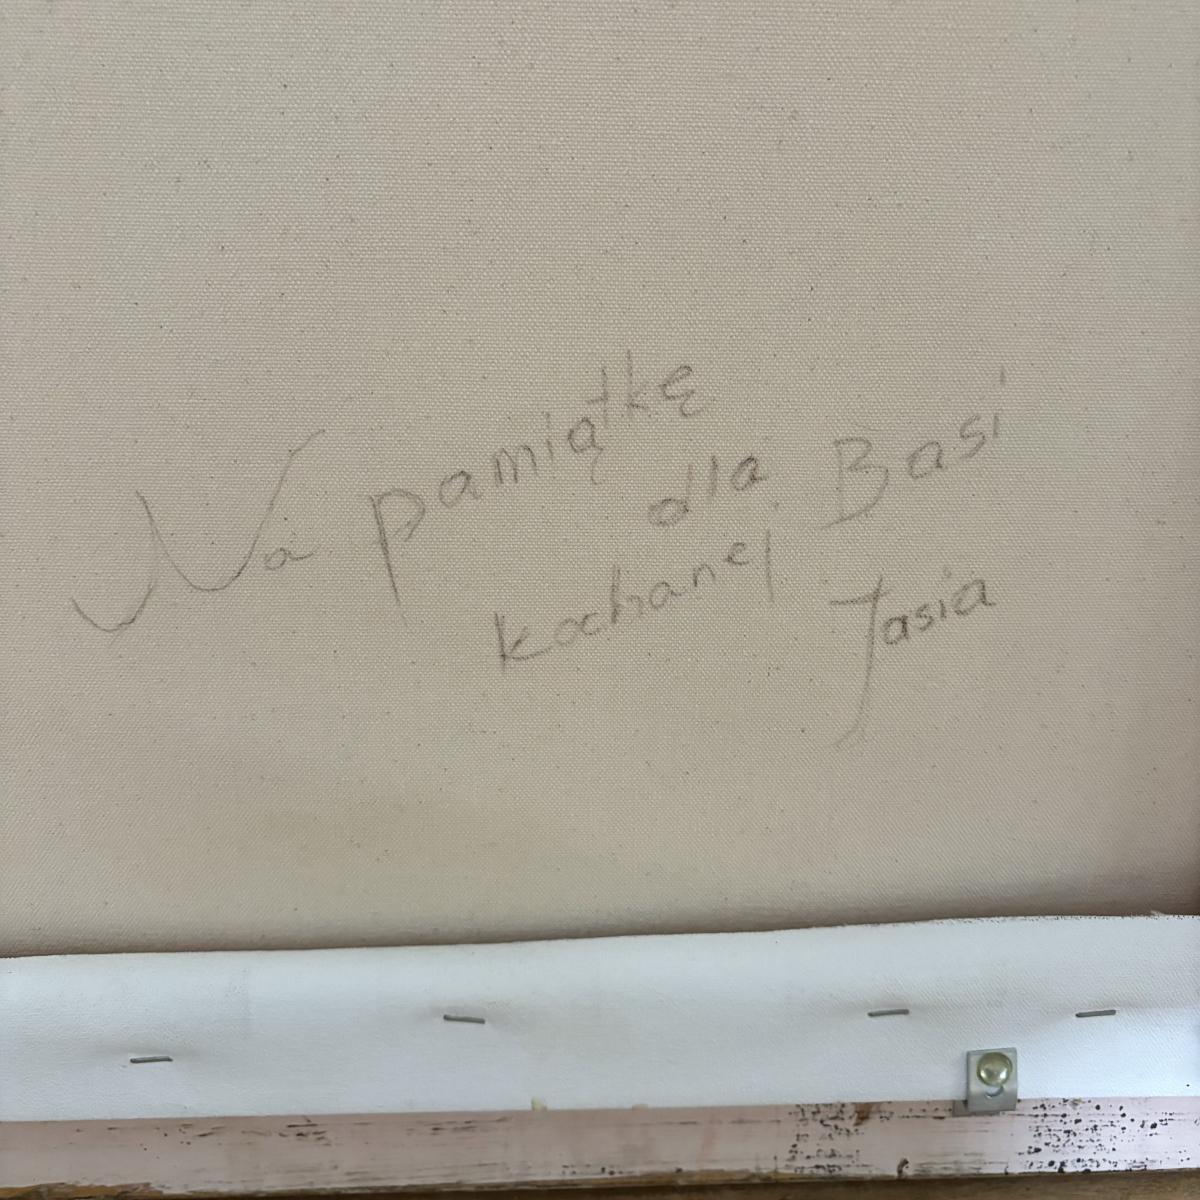 Na pamiątkę
dla Basi
kochanej Jasia